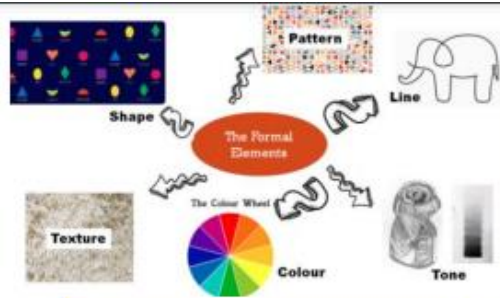 Pattern
Line
Shape
The Formal
Elements
The Colour Wheel
Texture
Colour
Tone